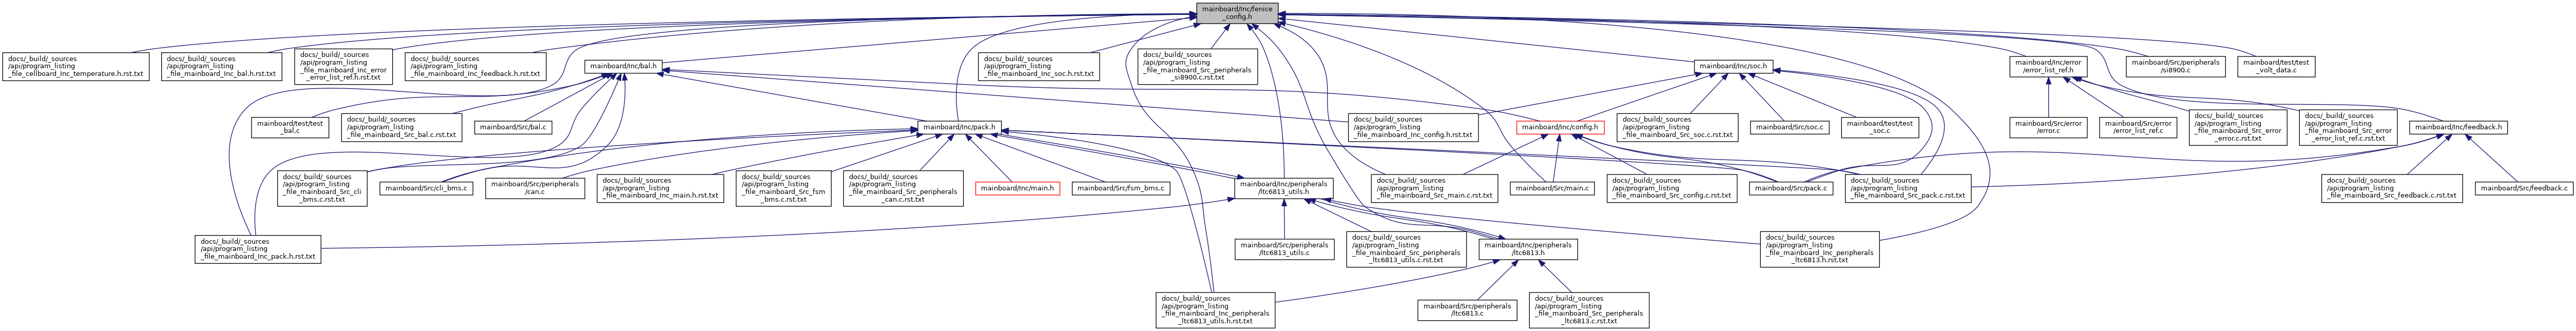 mainboard/Inc/fenice
_config.h
docs/_build/_sources
/api/program_listing
_file_cellboard_Inc_temperature.h.rst.txt
docs/_build/_sources
/api/program_listing
_file_mainboard_Inc_bal.h.rst.txt
docs/_build/_sources
/api/program_listing
_file_mainboard_Inc_error
_error_list_ref.h.rst.txt
docs/_build/_sources
/api/program_listing
_file_mainboard_Inc_feedback.h.rst.txt
mainboard/Inc/bal.h
docs/_build/_sources
/api/program_listing
_file_mainboard_Inc_soc.h.rst.txt
docs/_build/_sources
/api/program_listing
_file_mainboard_Src_peripherals
_si8900.c.rst.txt
mainboard/Inc/soc.h
mainboard/Inc/error
/error_list_ref.h
mainboard/Src/peripherals
/si8900.c
mainboard/test/test
_volt_data.c
mainboard/test/test
_bal.c
docs/_build/_sources
/api/program_listing
_file_mainboard_Src_bal.c.rst.txt
mainboard/Src/bal.c
mainboard/Inc/pack.h
docs/_build/_sources
/api/program_listing
_file_mainboard_Inc_config.h.rst.txt
mainboard/Inc/config.h
docs/_build/_sources
/api/program_listing
_file_mainboard_Src_soc.c.rst.txt
mainboard/Src/soc.c
mainboard/test/test
_soc.c
mainboard/Src/error
/error.c
mainboard/Src/error
/error_list_ref.c
docs/_build/_sources
/api/program_listing
_file_mainboard_Src_error
_error.c.rst.txt
docs/_build/_sources
/api/program_listing
_file_mainboard_Src_error
_error_list_ref.c.rst.txt
mainboard/Inc/feedback.h
docs/_build/_sources
/api/program_listing
_file_mainboard_Src_cli
_bms.c.rst.txt
mainboard/Src/cli_bms.c
mainboard/Src/peripherals
/can.c
docs/_build/_sources
/api/program_listing
_file_mainboard_Inc_main.h.rst.txt
docs/_build/_sources
/api/program_listing
_file_mainboard_Src_fsm
_bms.c.rst.txt
docs/_build/_sources
/api/program_listing
_file_mainboard_Src_peripherals
_can.c.rst.txt
mainboard/Inc/main.h
mainboard/Src/fsm_bms.c
mainboard/Inc/peripherals
/ltc6813_utils.h
docs/_build/_sources
/api/program_listing
_file_mainboard_Src_main.c.rst.txt
mainboard/Src/main.c
docs/_build/_sources
/api/program_listing
_file_mainboard_Src_config.c.rst.txt
mainboard/Src/pack.c
docs/_build/_sources
/api/program_listing
_file_mainboard_Src_pack.c.rst.txt
docs/_build/_sources
/api/program_listing
_file_mainboard_Src_feedback.c.rst.txt
mainboard/Src/feedback.c
docs/_build/_sources
/api/program_listing
_file_mainboard_Inc_pack.h.rst.txt
mainboard/Src/peripherals
/ltc6813_utils.c
docs/_build/_sources
/api/program_listing
_file_mainboard_Src_peripherals
_ltc6813_utils.c.rst.txt
mainboard/Inc/peripherals
/ltc6813.h
docs/_build/_sources
/api/program_listing
_file_mainboard_Inc_peripherals
_ltc6813.h.rst.txt
docs/_build/_sources
/api/program_listing
_file_mainboard_Inc_peripherals
_ltc6813_utils.h.rst.txt
mainboard/Src/peripherals
/ltc6813.c
docs/_build/_sources
/api/program_listing
_file_mainboard_Src_peripherals
_ltc6813.c.rst.txt